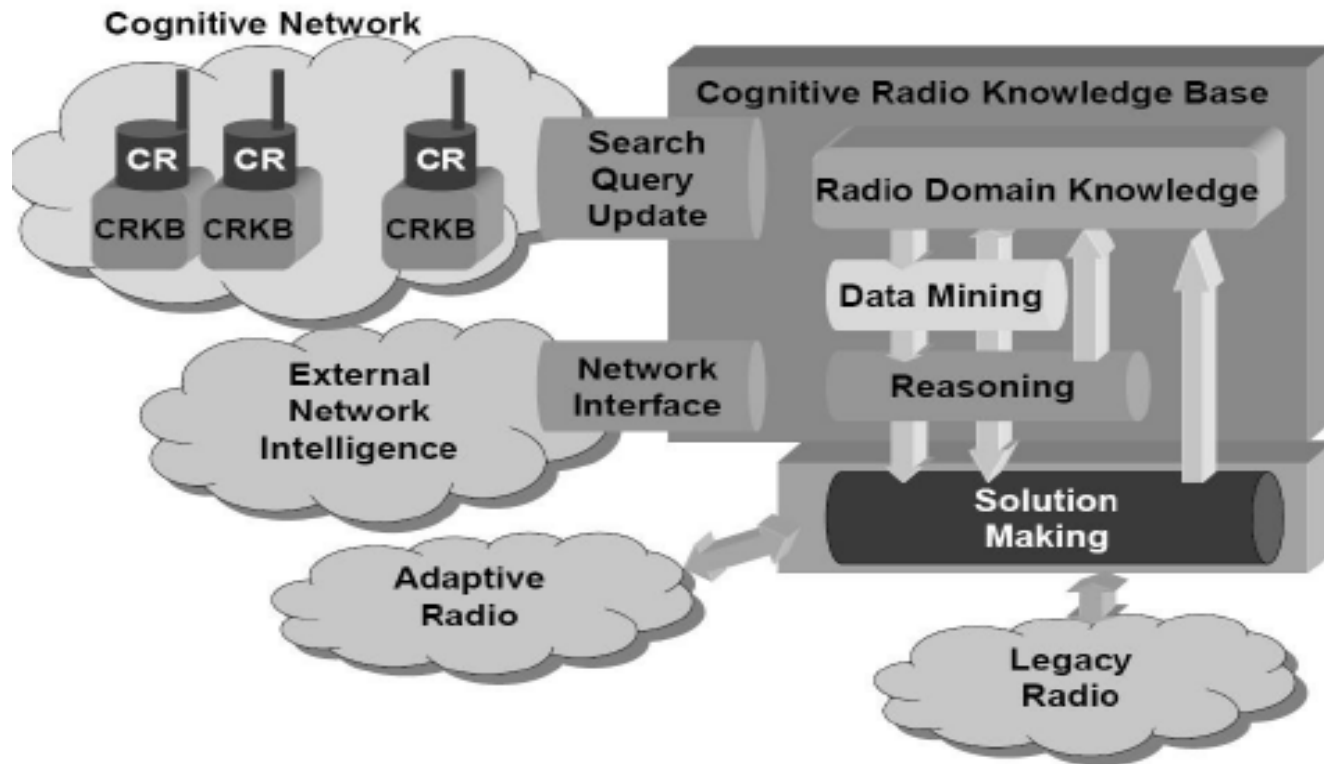 Cognitive Network
CR
CR
CR
CRKB
CRKB
CRKB
Search
Query
Update
Cognitive Radio Knowledge Base
Radio Domain Knowledge
Data Mining
Reasoning
External
Network
Intelligence
Network
Interface
Solution
Making
Adaptive
Radio
Legacy
Radio